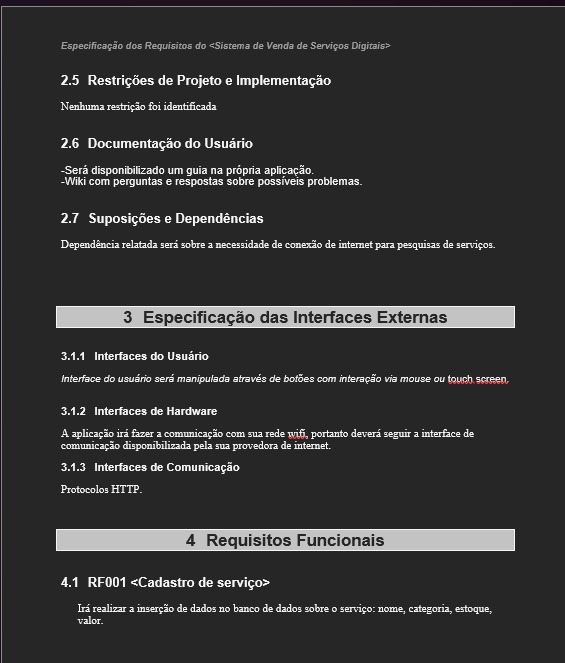 Especificação dos Requisitos do <Sistema de Venda de Serviços Digitais>
2.5 Restrições de Projeto e Implementação
Nenhuma restrição foi identificada
2.6 Documentação do Usuário
-Será disponibilizado um guia na própria aplicação.
-Wiki com perguntas e respostas sobre possíveis problemas.
2.7 Suposições e Dependências
Dependência relatada será sobre a necessidade de conexão de internet para pesquisas de serviços.
3 Especificação das Interfaces Externas
3.1.1 Interfaces do Usuário
Interface do usuário será manipulada através de botões com interação via mouse ou touch screen.
3.1.2 Interfaces de Hardware
A aplicação irá fazer a comunicação com sua rede wifi, portanto deverá seguir a interface de
comunicação disponibilizada pela sua provedora de internet.
3.1.3 Interfaces de Comunicação
Protocolos HTTP.
4 Requisitos Funcionais
4.1 RF001 <Cadastro de serviço>
Irá realizar a inserção de dados no banco de dados sobre o serviço: nome, categoria, estoque,
valor.